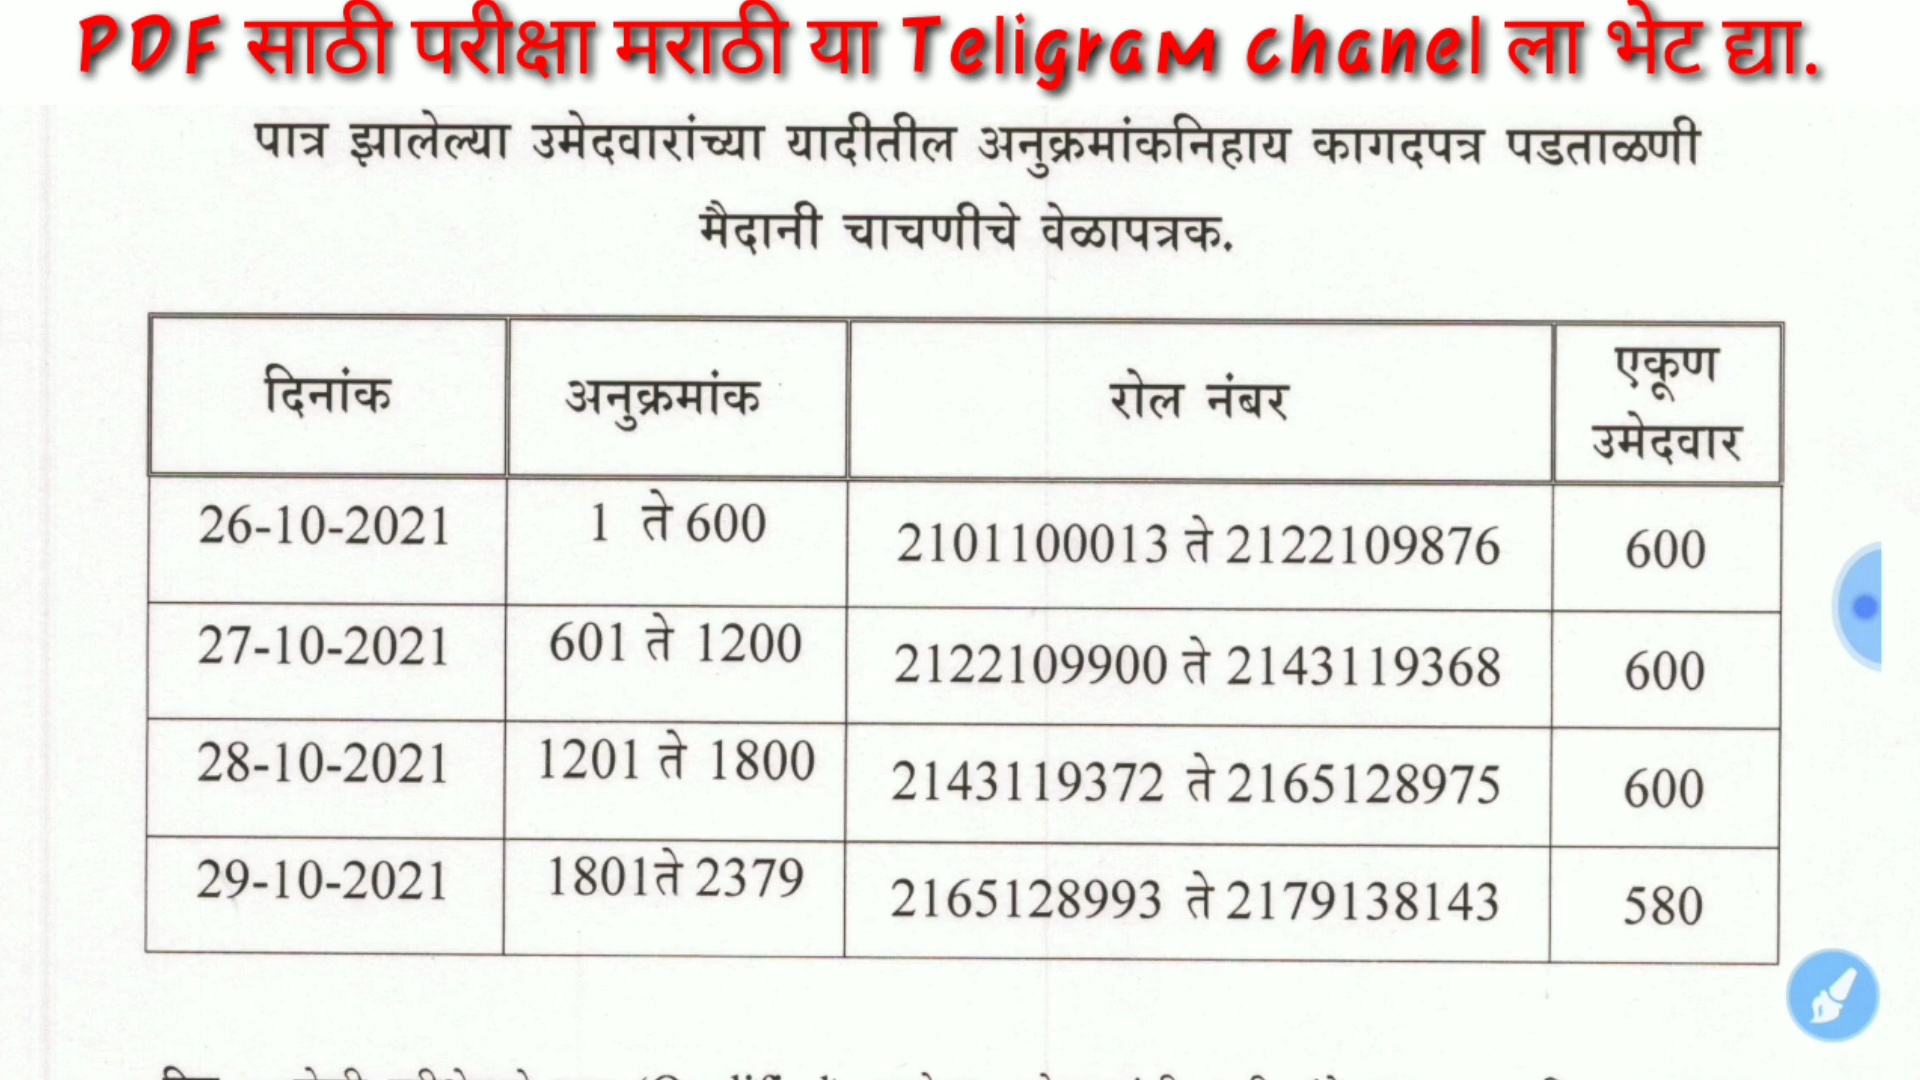 PDF साठी परीक्षा मराठी या Teligram chanel ला भेट द्या.
पात्र झालेल्या उमेदवारांच्या यादीतील अनुक्रमांकनिहाय कागदपत्र पडताळणी
मैदानी चाचणीचे वेळापत्रक.
दिनांक अनुक्रमांक रोल नंबर एकूण उमेदवार
26-10-2021 1 ते 600 2101100013 ते 2122109876 600
27-10-2021 601 ते 1200 2122109900 ते 2143119368 600
28-10-2021 1201 ते 1800 2143119372 ते 2165128975 600
29-10-2021 1801ते 2379 2165128993 ते 2179138143 580